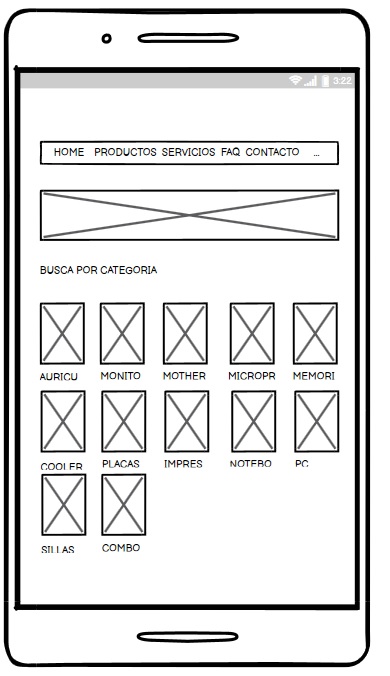 3:22
HOME PRODUCTOS SERVICIOS FAQ CONTACTO ...
BUSCA POR CATEGORIA
AURICU MONITO MOTHER MICROPR MEMORI
COOLER PLACAS IMPRES NOTEBO PC
SILLAS COMBO